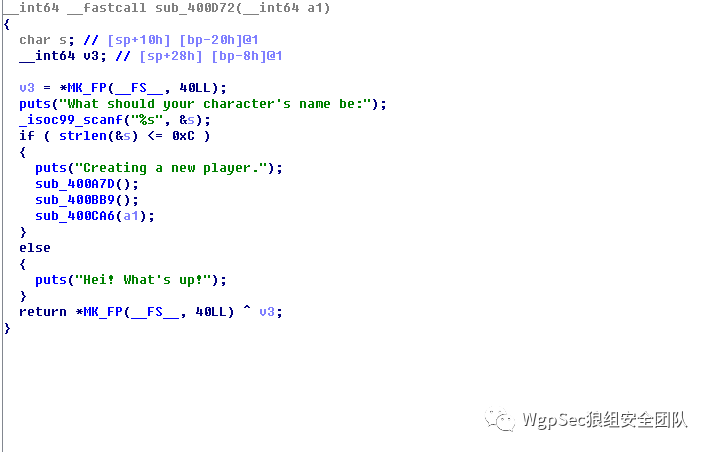 __int64 __fastcall sub_400D72(__int64 a1)
{
  char s; // [sp+10h] [bp-20h]@1
  __int64 v3; // [sp+28h] [bp-8h]@1

  v3 = *MK_FP(__FS__, 40LL);
  puts("What should your character's name be:");
  _isoc99_scanf("%s", &s);
  if ( strlen(&s) <= 0xC )
  {
    puts("Creating a new player.");
    sub_400A7D();
    sub_400BB9();
    sub_400CA6(a1);
  }
  else
  {
    puts("Hei! What's up!");
  }
  return *MK_FP(__FS__, 40LL) ^ v3;
}
WgpSec狼组安全团队